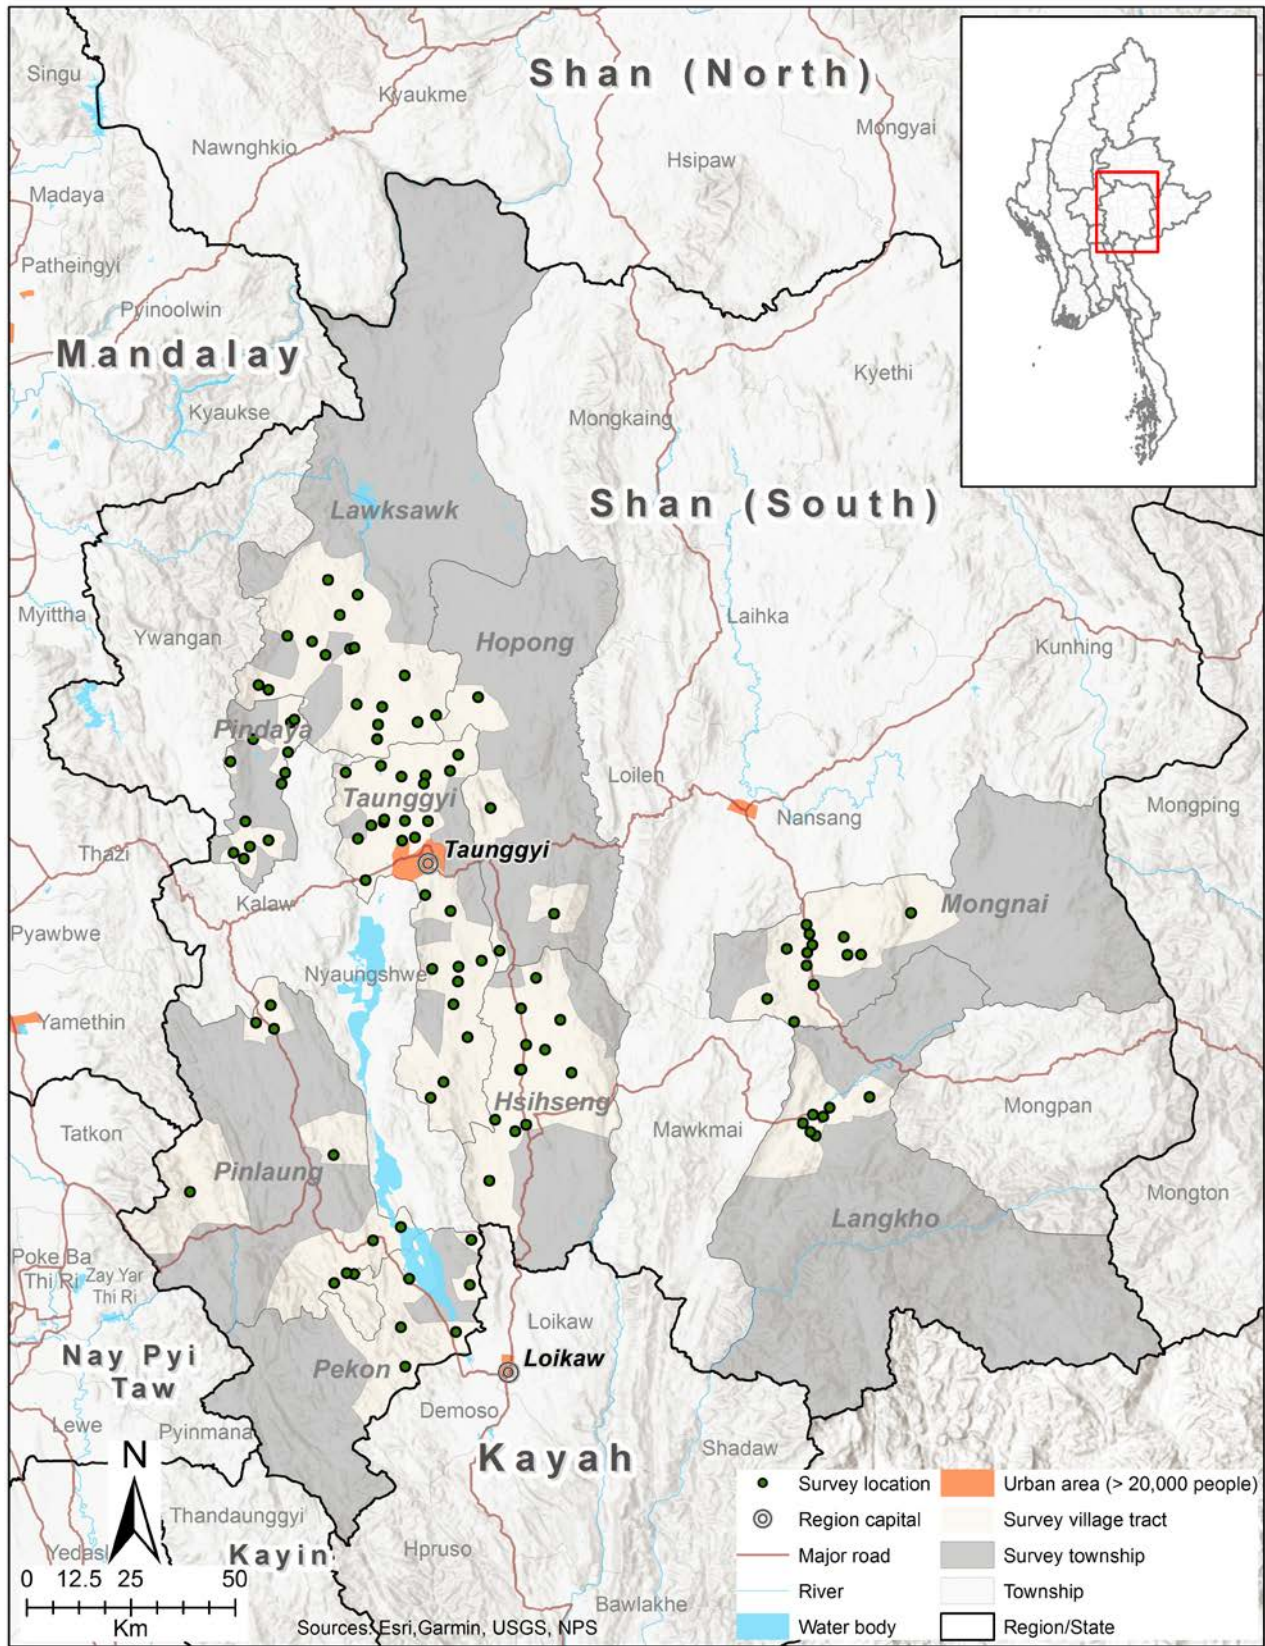 Shan (North)
Singu
Kyaukme
Mongyai
Nawnghkio
Hsipaw
Madaya
Patheingyi
Pyinoolwin
Mandalay
Kyethi
Kyaukse
Mongkaing
Shan (South)
Lawksawk
Myittha
Ywangan
Laihka
Hopong
Kunhing
Pindaya
Loilen
Taunggyi
Mongping
Nansang
Thazi
Taunggyi
Kalaw
Mongnai
Pyawbwe
Nyaungshwe
Yamethin
Hsihseng
Mongpan
Tatkon
Mawkmai
Pinlaung
Mongton
Langkho
Poke Ba
Thi Ri
Zay Yar
Thi Ri
Loikaw
Nay Pyi
Taw
Loikaw
Pekon
Demoso
Lewe
Pyinmana
Kayah
Shadaw
N
Thandaunggyi
Kayin
Hpruso
Bawlakhe
0 12.5 25 50
Km
Sources: Esri,Garmin, USGS, NPS
Survey location
Region capital
Major road
River
Water body
Urban area (> 20,000 people)
Survey village tract
Survey township
Township
Region/State